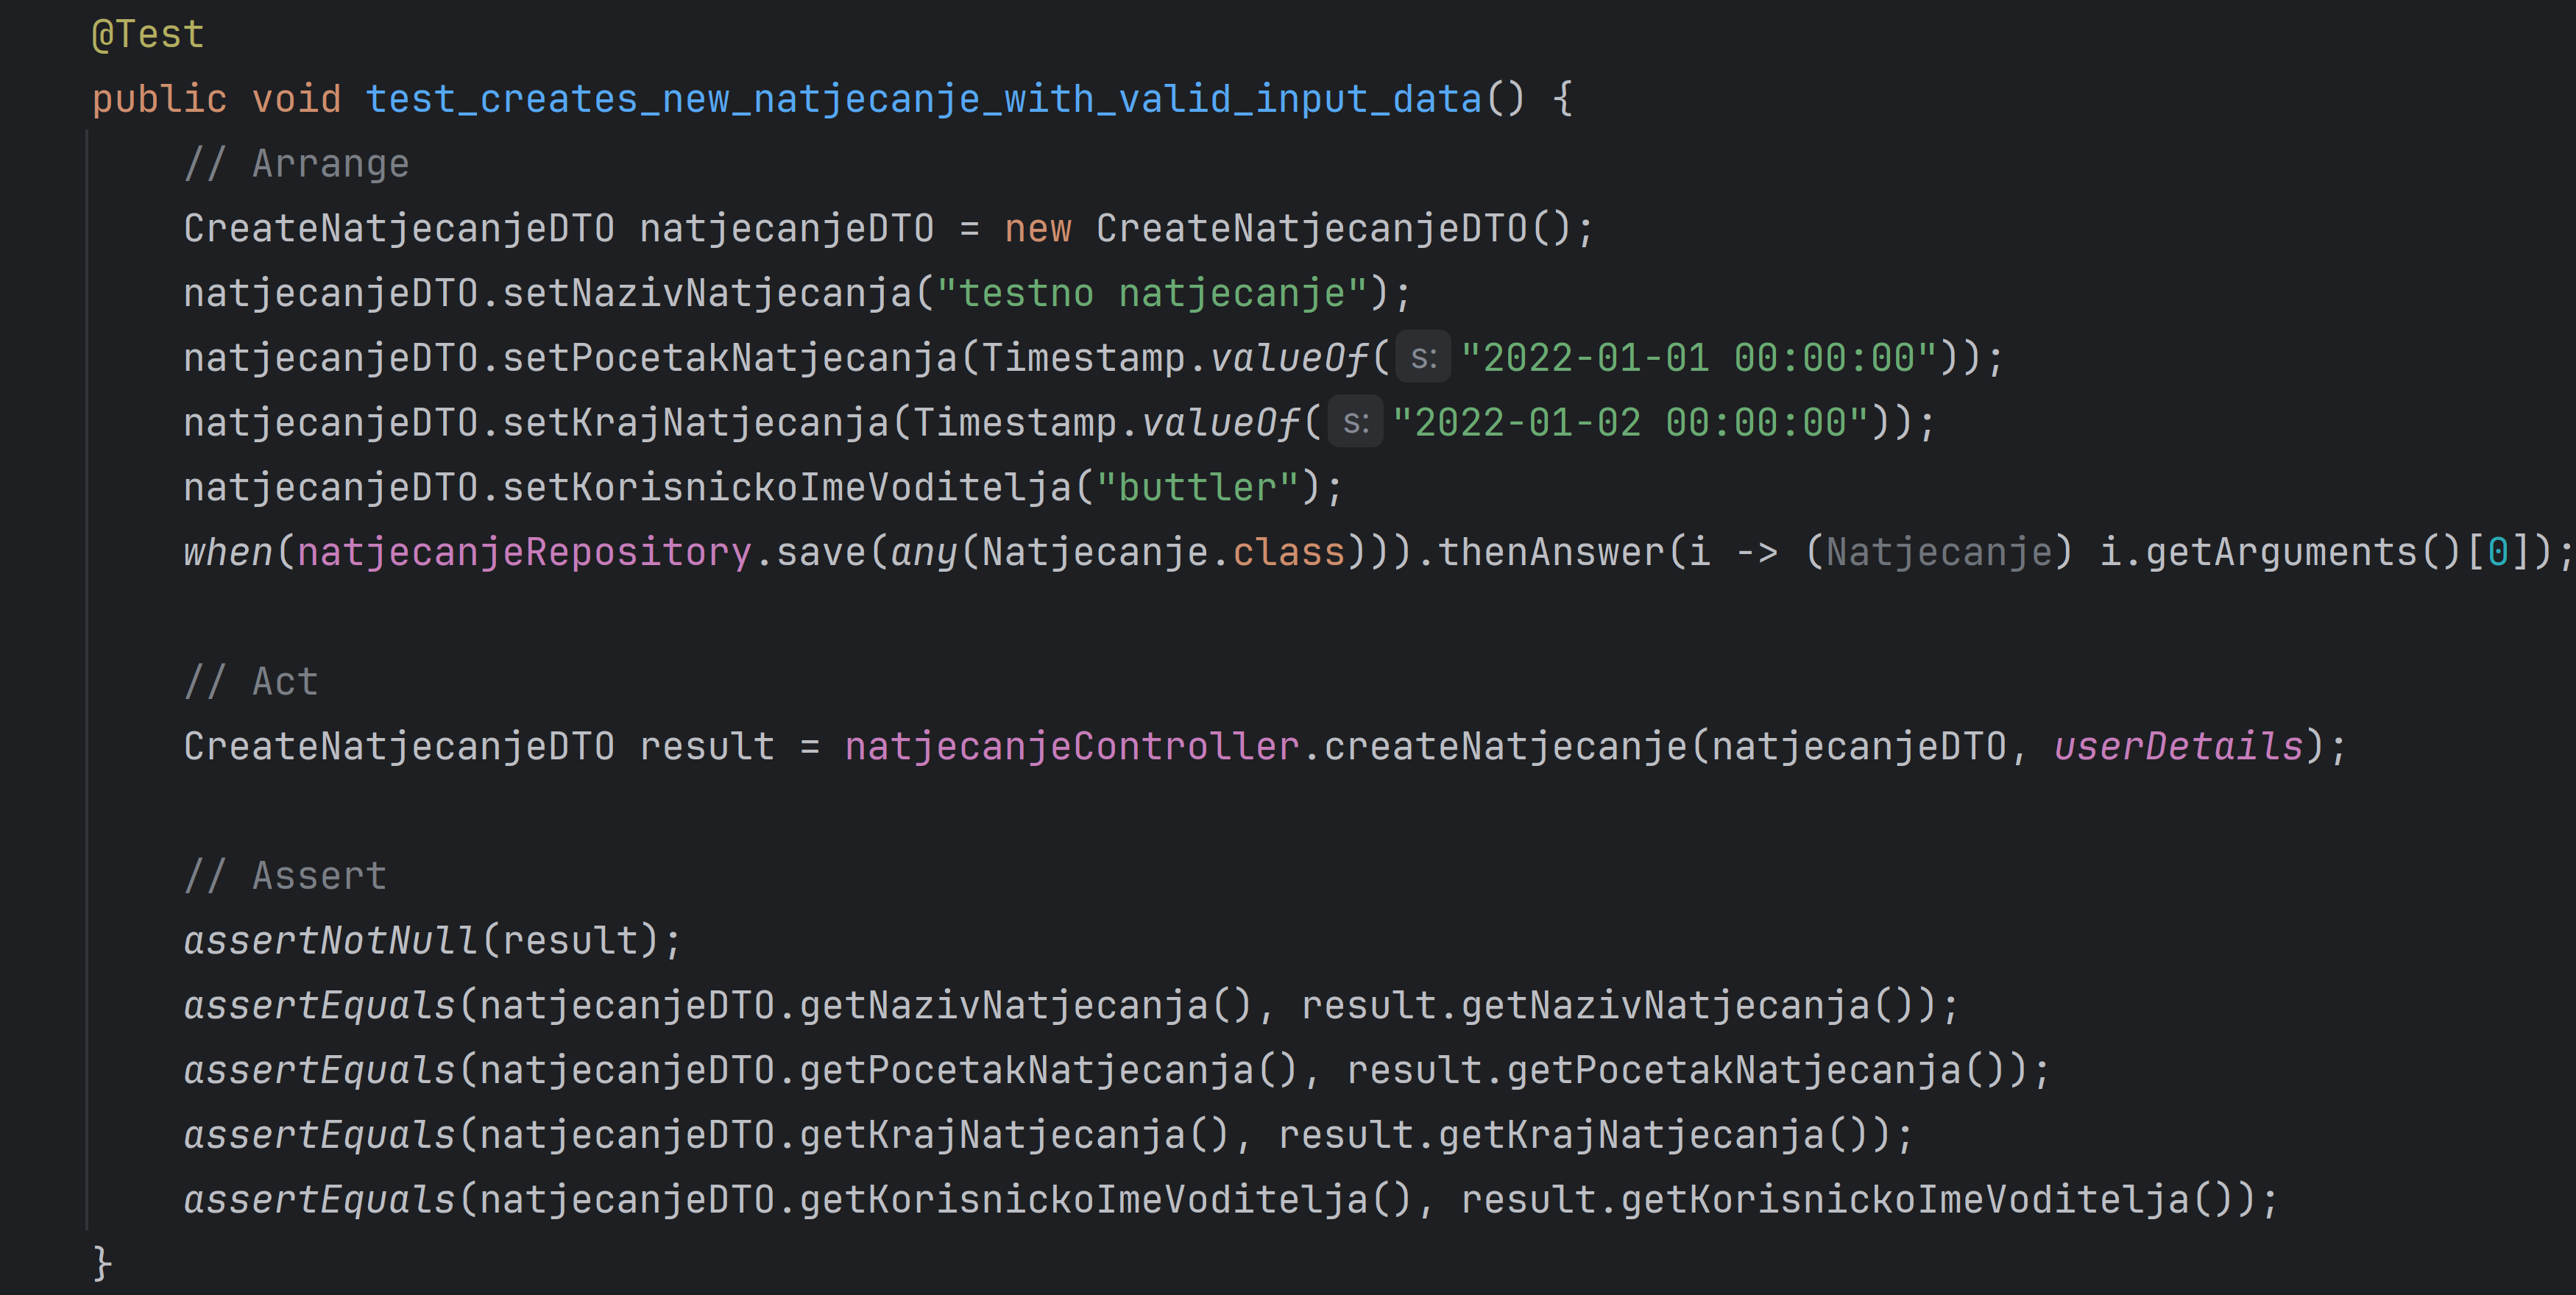 @Test
public void test_creates_new_natjecanje_with_valid_input_data() {
// Arrange
CreateNatjecanjeDTO natjecanjeDTO = new CreateNatjecanjeDTO();
natjecanjeDTO.setNazivNatjecanja("testno natjecanje");
natjecanjeDTO.setPocetakNatjecanja(Timestamp.valueOf( s: "2022-01-01 00:00:00"));
natjecanjeDTO.setKrajNatjecanja(Timestamp.valueOf( s: "2022-01-02 00:00:00"));
natjecanjeDTO.setKorisnickoImeVoditelja("buttler");
when(natjecanjeRepository.save(any(Natjecanje.class))).thenAnswer(i -> (Natjecanje) i.getArguments()[0]);
// Act
CreateNatjecanjeDTO result = natjecanjeController.createNatjecanje(natjecanjeDTO, userDetails);
// Assert
assertNotNull(result);
assertEquals(natjecanjeDTO.getNazivNatjecanja(), result.getNazivNatjecanja());
assertEquals(natjecanjeDTO.getPocetakNatjecanja(), result.getPocetakNatjecanja());
assertEquals(natjecanjeDTO.getKrajNatjecanja(), result.getKrajNatjecanja());
assertEquals(natjecanjeDTO.getKorisnickoImeVoditelja(), result.getKorisnickoImeVoditelja());
}